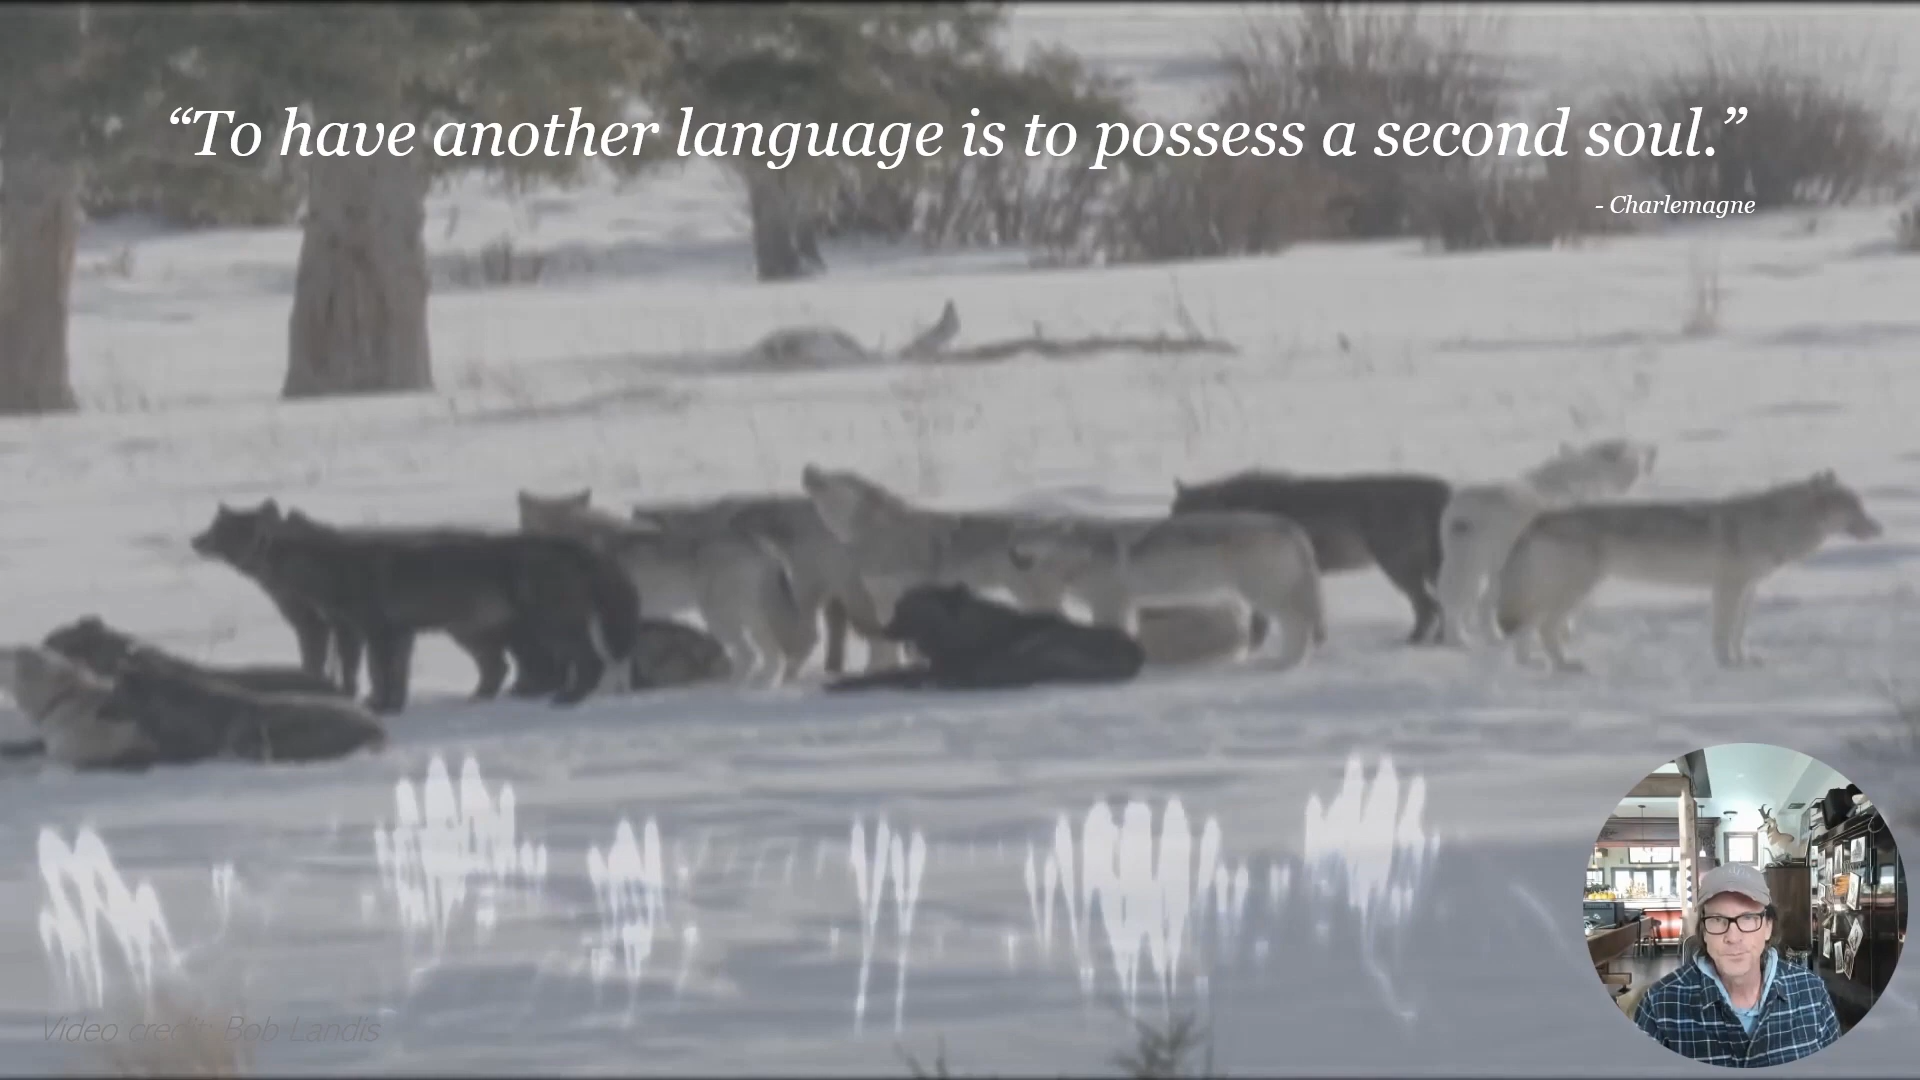 “To have another language is to possess a second soul.”
- Charlemagne
Video credit: Bob Landis